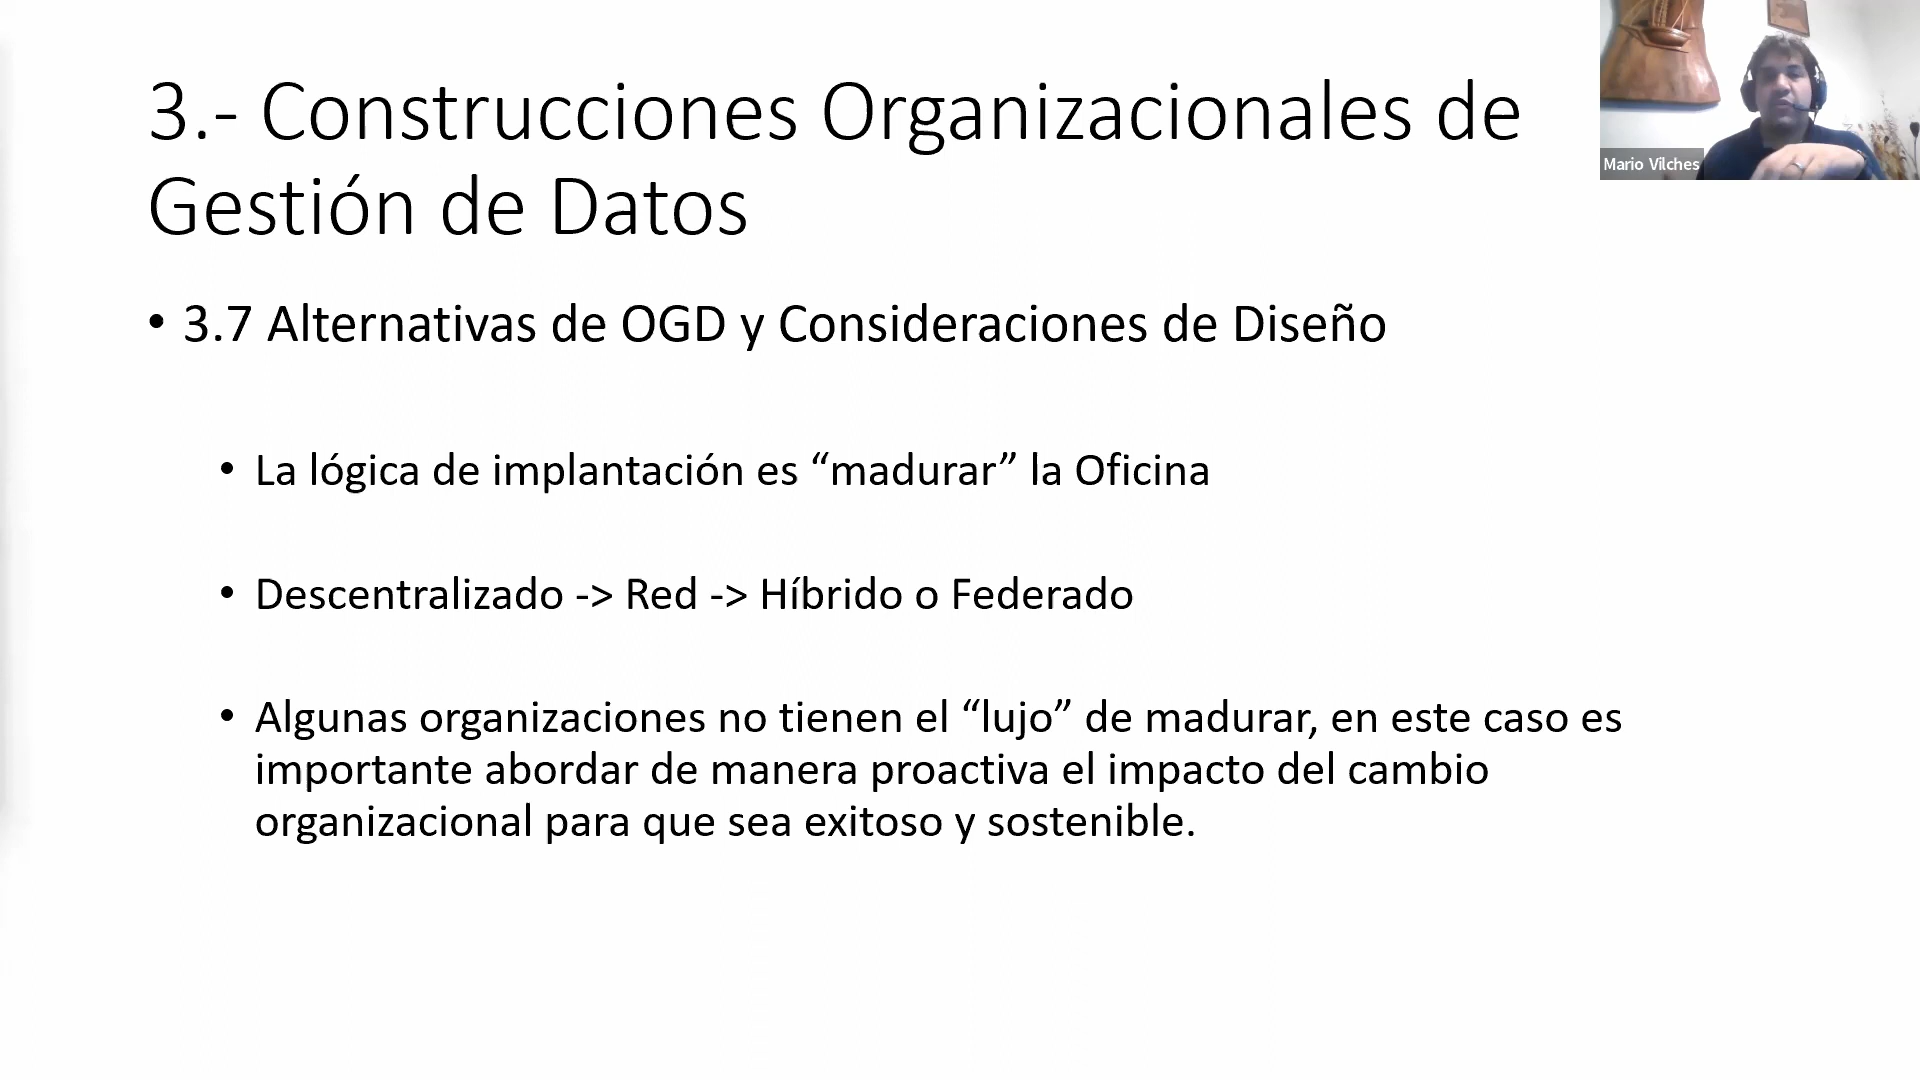 3.- Construcciones Organizacionales de
Gestión de Datos
Mario Vilches
• 3.7 Alternativas de OGD y Consideraciones de Diseño
• La lógica de implantación es “madurar” la Oficina
• Descentralizado -> Red -> Híbrido o Federado
• Algunas organizaciones no tienen el “lujo” de madurar, en este caso es
importante abordar de manera proactiva el impacto del cambio
organizacional para que sea exitoso y sostenible.